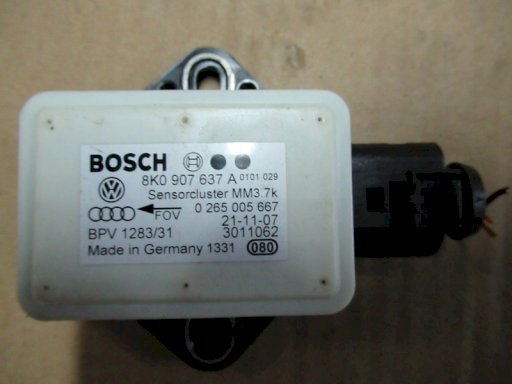 BOSCH
8K0 907 637 A 0101 029
Sensorcluster MM3.7k
FOV 0 265 005 667
21-11-07
BPV 1283/31 3011062
Made in Germany 1331 080